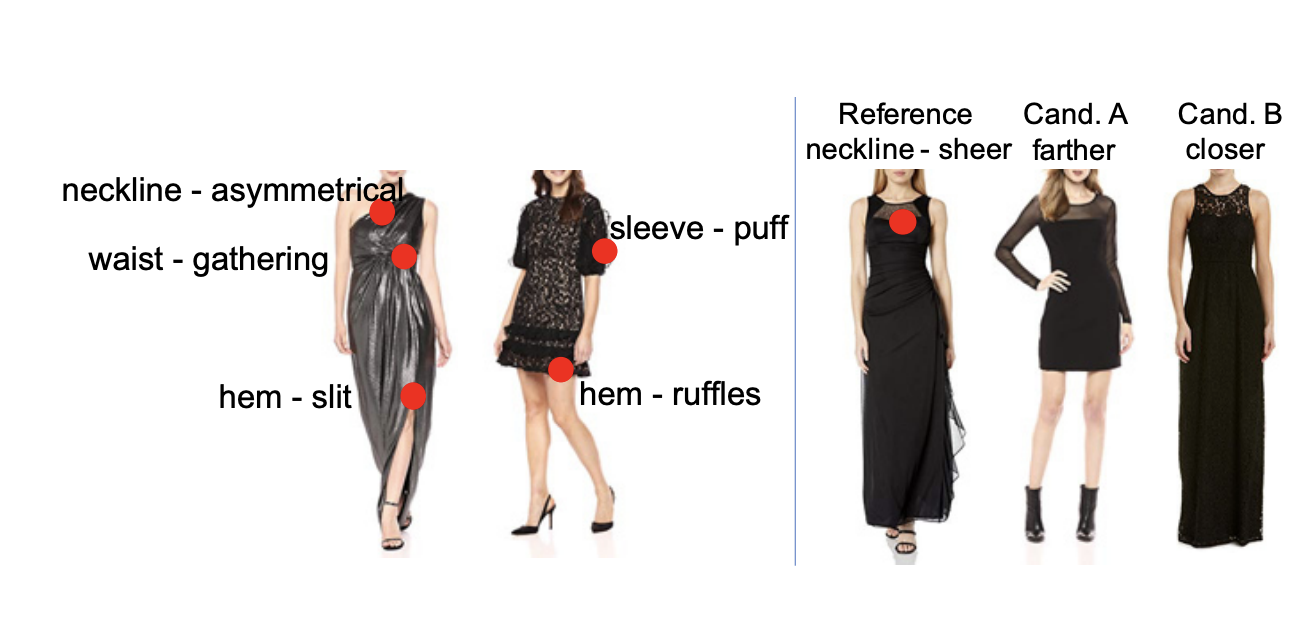 neckline - asymmetrical
waist - gathering
hem - slit
sleeve - puff
hem - ruffles
Reference
neckline - sheer
Cand. A
farther
Cand. B
closer